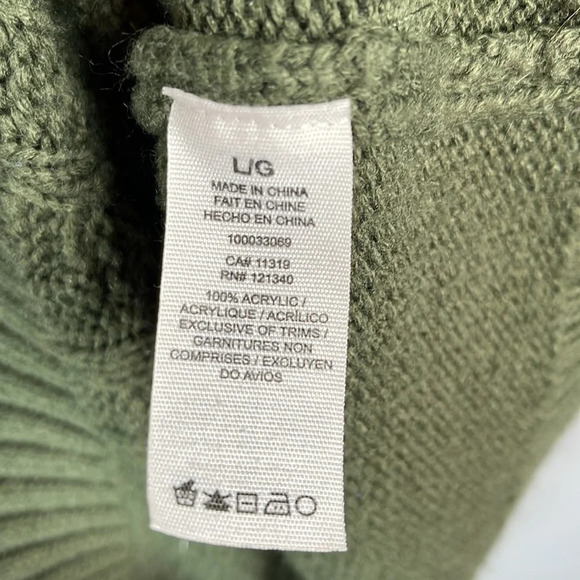 L/G
MADE IN CHINA
FAIT EN CHINE
HECHO EN CHINA
100033069
CA# 11319
RN# 121340
100% ACRYLIC /
ACRYLIQUE / ACRÍLICO
EXCLUSIVE OF TRIMS /
GARNITURES NON
COMPRISES / EXCLUYEN
DO AVIOS